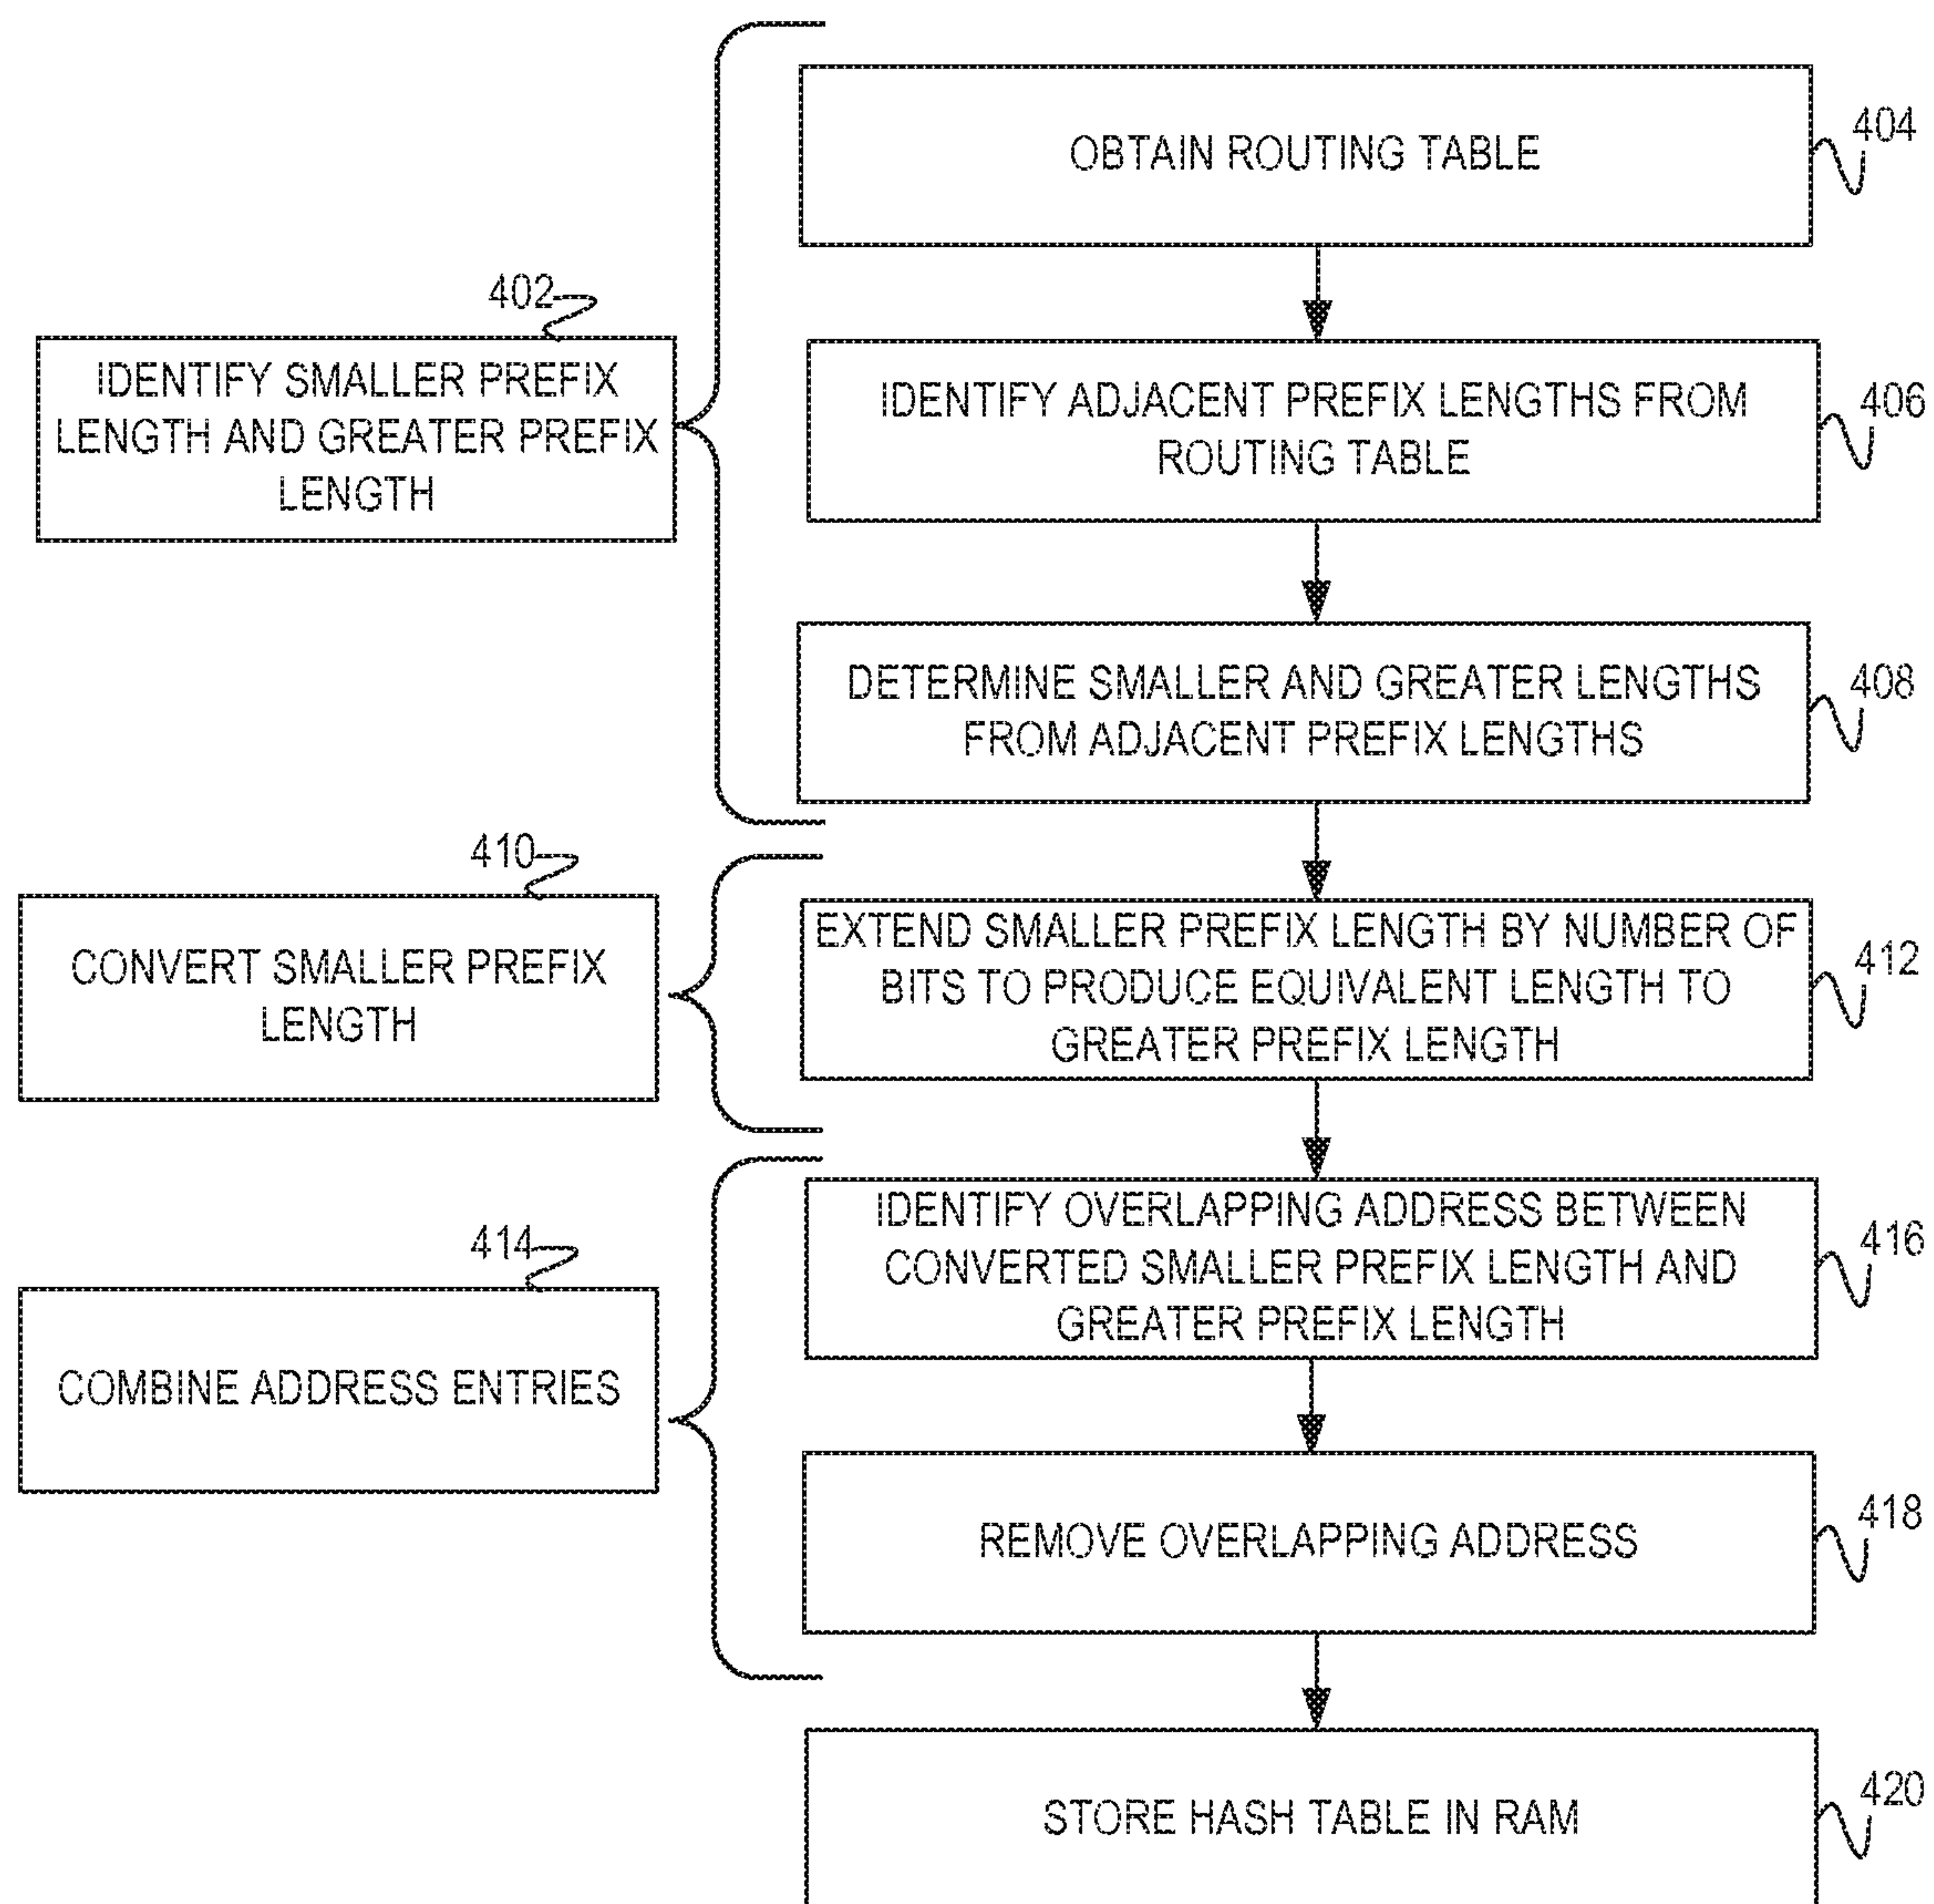 OBTAIN ROUTING TABLE
404
402
IDENTIFY SMALLER PREFIX
LENGTH AND GREATER PREFIX
LENGTH
IDENTIFY ADJACENT PREFIX LENGTHS FROM
ROUTING TABLE
406
DETERMINE SMALLER AND GREATER LENGTHS
FROM ADJACENT PREFIX LENGTHS
408
410
CONVERT SMALLER PREFIX
LENGTH
EXTEND SMALLER PREFIX LENGTH BY NUMBER OF
BITS TO PRODUCE EQUIVALENT LENGTH TO
GREATER PREFIX LENGTH
412
414
COMBINE ADDRESS ENTRIES
IDENTIFY OVERLAPPING ADDRESS BETWEEN
CONVERTED SMALLER PREFIX LENGTH AND
GREATER PREFIX LENGTH
416
REMOVE OVERLAPPING ADDRESS
418
STORE HASH TABLE IN RAM
420